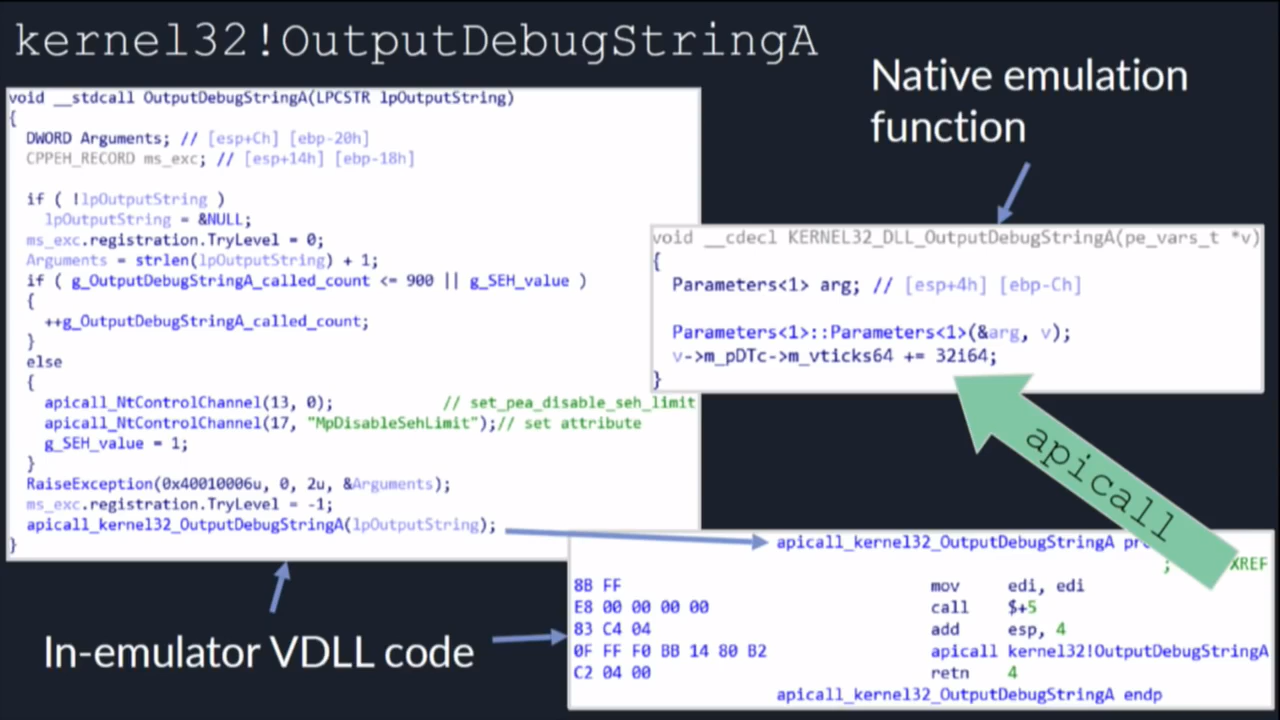 kernel32!OutputDebugStringA
void __stdcall OutputDebugStringA(LPCSTR lpOutputString)
{
DWORD Arguments; // [esp+Ch] [ebp-20h]
CPPEH_RECORD ms_exc; // [esp+14h] [ebp-18h]
if ( !lpOutputString )
lpOutputString = &NULL;
ms_exc.registration.TryLevel = 0;
Arguments = strlen(lpOutputString) + 1;
if ( g_OutputDebugStringA_called_count <= 900 || g_SEH_value )
{
++g_OutputDebugStringA_called_count;
}
else
{
apicall_NtControlChannel(13, 0); // set_pea_disable_seh_limit
apicall_NtControlChannel(17, "MpDisableSehLimit");// set attribute
g_SEH_value = 1;
}
RaiseException(0x40010006u, 0, 2u, &Arguments);
ms_exc.registration.TryLevel = -1;
apicall_kernel32_OutputDebugStringA(lpOutputString);
}
In-emulator VDLL code
Native emulation
function
void __cdecl KERNEL32_DLL_OutputDebugStringA(pe_vars_t *v)
{
Parameters<1> arg; // [esp+4h] [ebp-Ch]
Parameters<1>::Parameters<1>(&arg, v);
v->m_pDTc->m_vticks64 += 32i64;
}
apicall
apicall_kernel32_OutputDebugStringA
; XREF
8B FF mov edi, edi
E8 00 00 00 00 call $+5
83 C4 04 add esp, 4
0F FF F0 BB 14 80 B2 apicall kernel32!OutputDebugStringA
C2 04 00 retn 4
apicall_kernel32_OutputDebugStringA endp